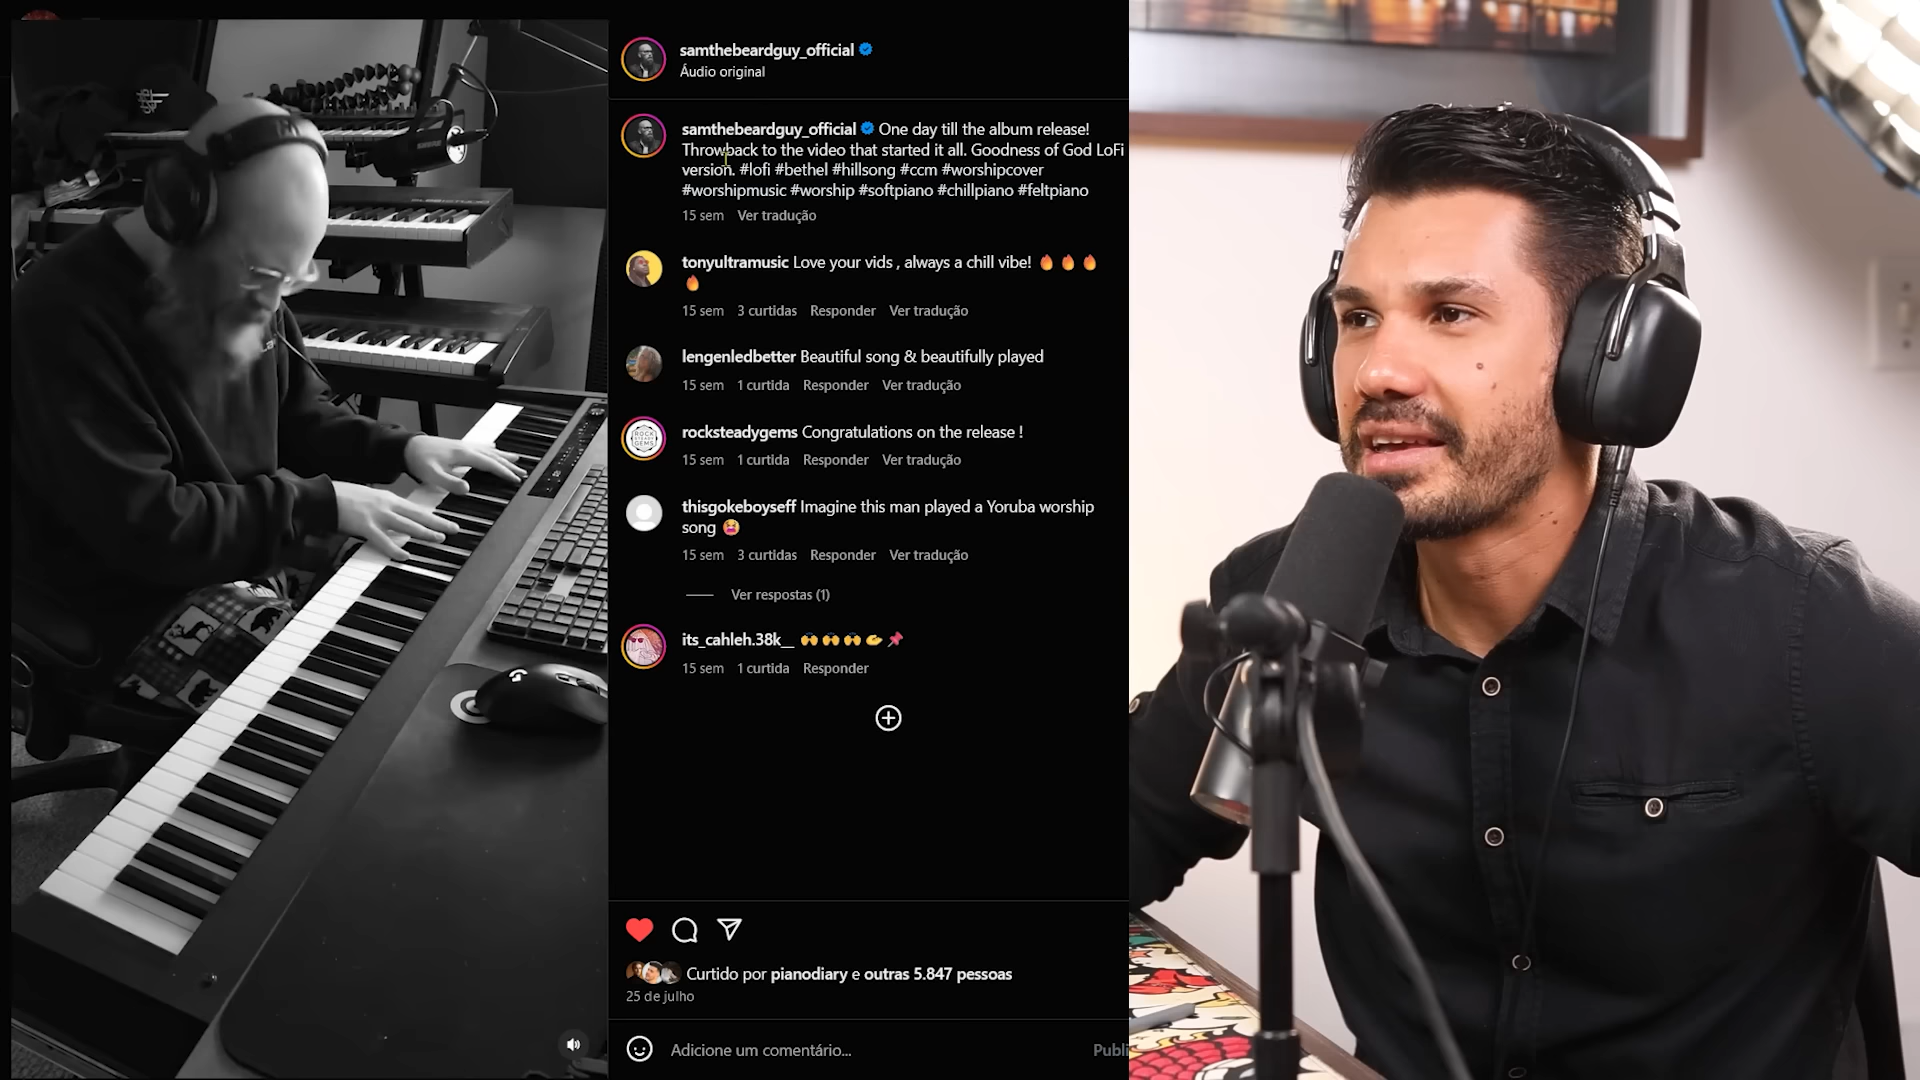 samthebeardguy_official
Áudio original
samthebeardguy_official One day till the album release!
Throwback to the video that started it all. Goodness of God LoFi
version. #lofi #bethel #hillsong #ccm #worshipcover
#worshipmusic #worship #softpiano #chillpiano #feltpiano
15 sem Ver tradução
tonyultramusic Love your vids , always a chill vibe! 🔥 🔥 🔥
🔥
15 sem 3 curtidas Responder Ver tradução
lengenledbetter Beautiful song & beautifully played
15 sem 1 curtida Responder Ver tradução
ROCK
STEADY
GEMS
rocksteadygems Congratulations on the release !
15 sem 1 curtida Responder Ver tradução
thisgokeboyseff Imagine this man played a Yoruba worship
song 😫
15 sem 3 curtidas Responder Ver tradução
Ver respostas (1)
its_cahleh.38k__ 🙌🙌🙌🫴📌
15 sem 1 curtida Responder
Curtido por pianodiary e outras 5.847 pessoas
25 de julho
Adicione um comentário... Publi